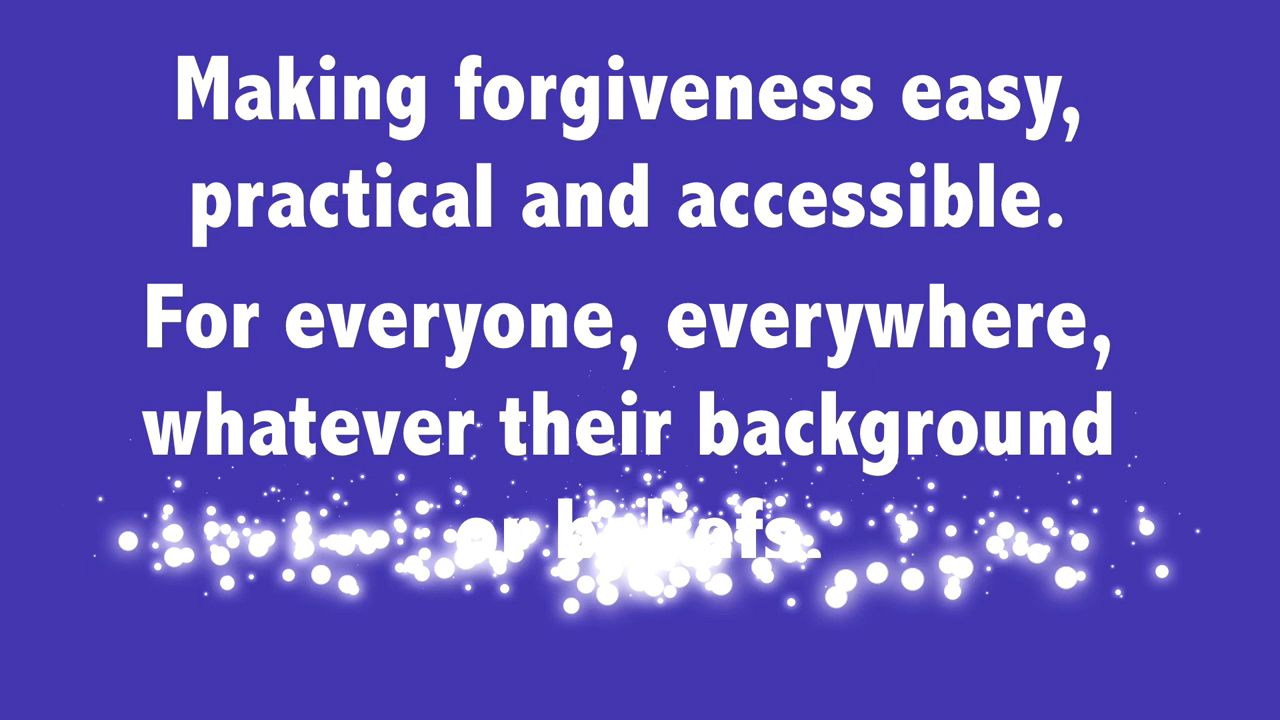 Making forgiveness easy,
practical and accessible.
For everyone, everywhere,
whatever their background
or beliefs.